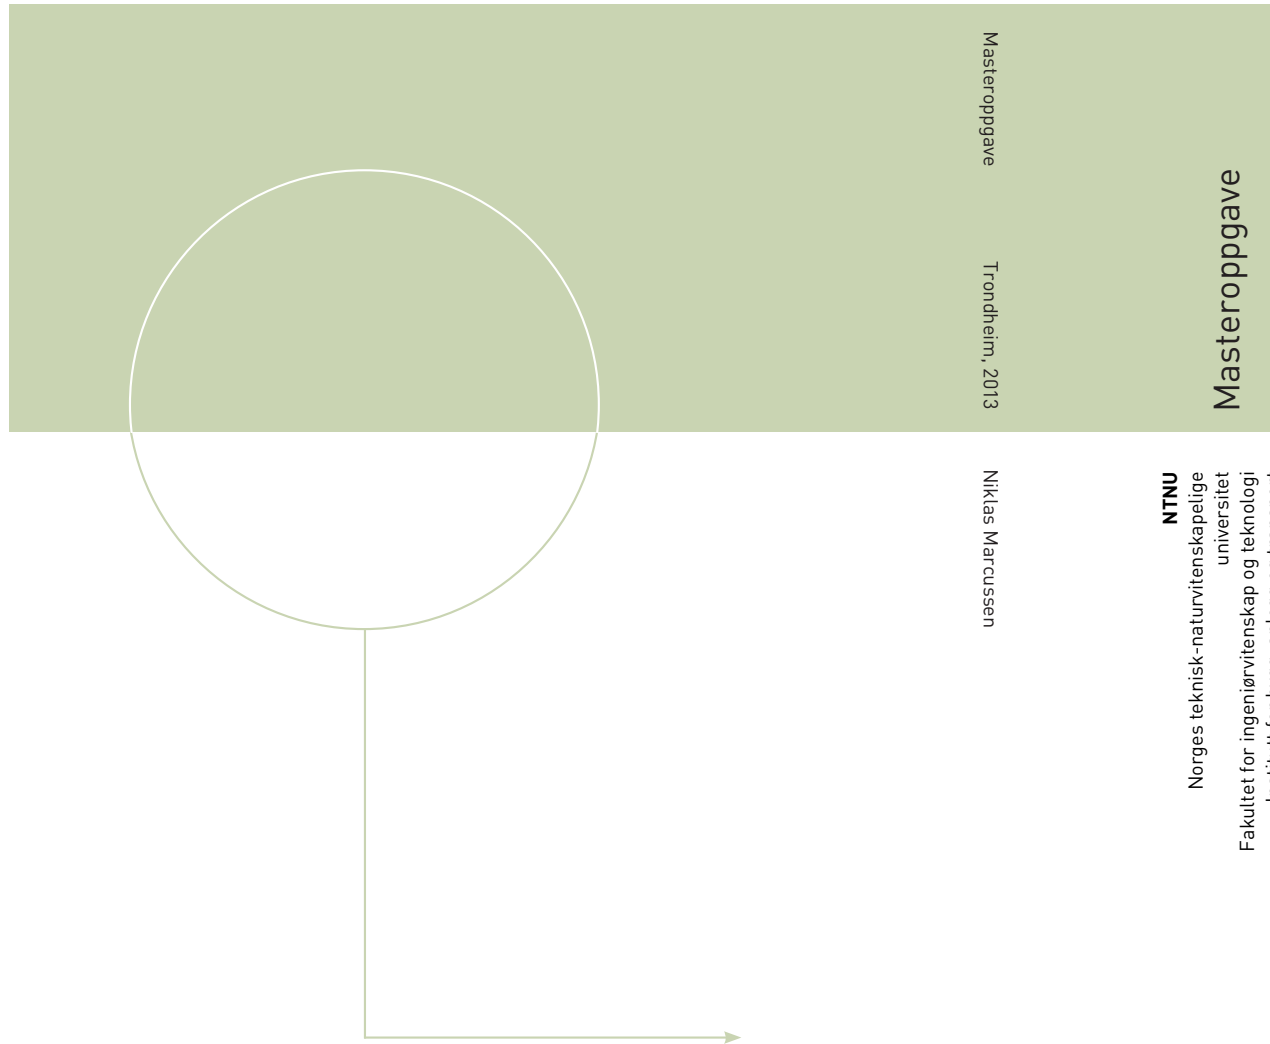 Masteroppgave
Trondheim, 2013
Niklas Marcussen
Masteroppgave
NTNU
Norges teknisk-naturvitenskapelige
universitet
Fakultet for ingeniørvitenskap og teknologi